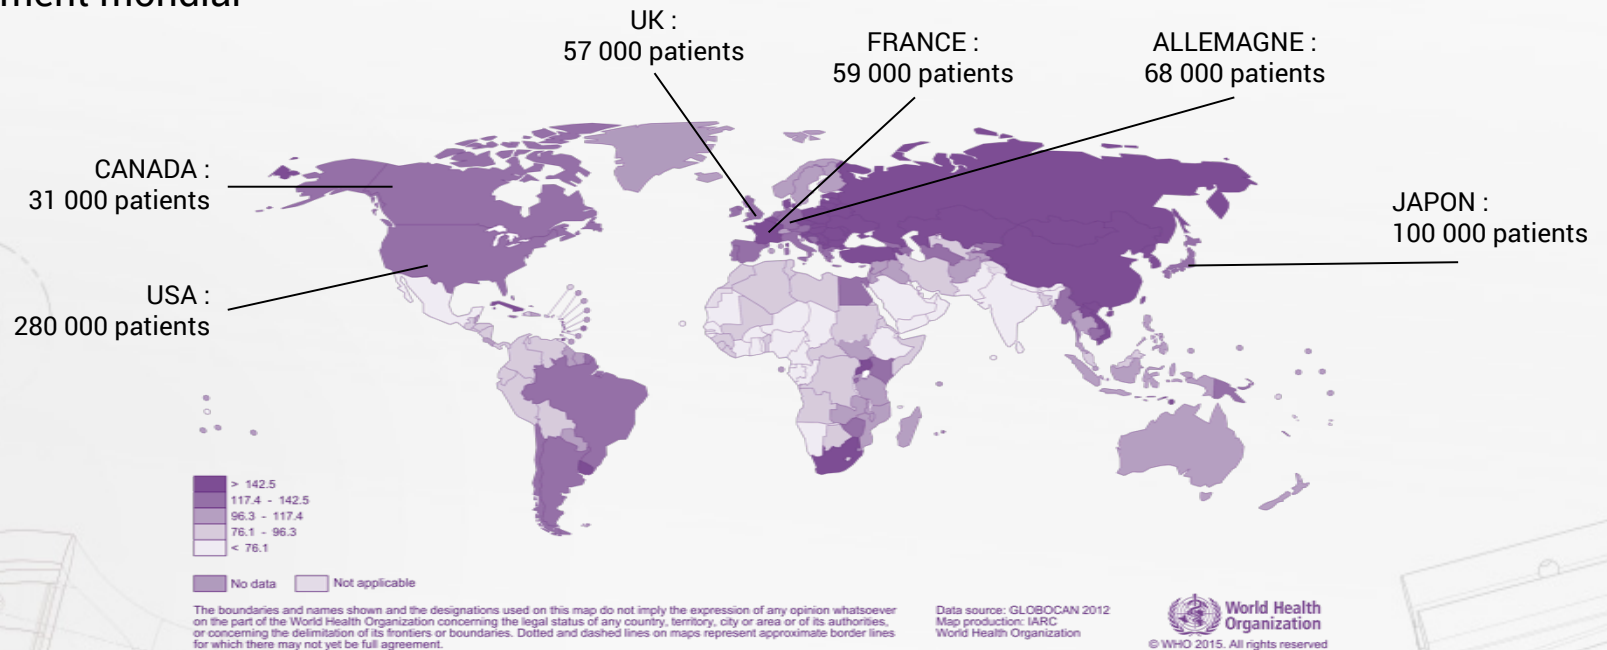 ment mondial
UK :
57 000 patients
FRANCE :
59 000 patients
ALLEMAGNE :
68 000 patients
CANADA :
31 000 patients
JAPON :
100 000 patients
USA :
280 000 patients
> 142.5
117.4 - 142.5
96.3 - 117.4
76.1 - 96.3
< 76.1
No data
Not applicable
The boundaries and names shown and the designations used on this map do not imply the expression of any opinion whatsoever
on the part of the World Health Organization concerning the legal status of any country, territory, city or area or of its authorities,
or concerning the delimitation of its frontiers or boundaries. Dotted and dashed lines on maps represent approximate border lines
for which there may not yet be full agreement.
Data source: GLOBOCAN 2012
Map production: IARC
World Health Organization
World Health
Organization
© WHO 2015. All rights reserved